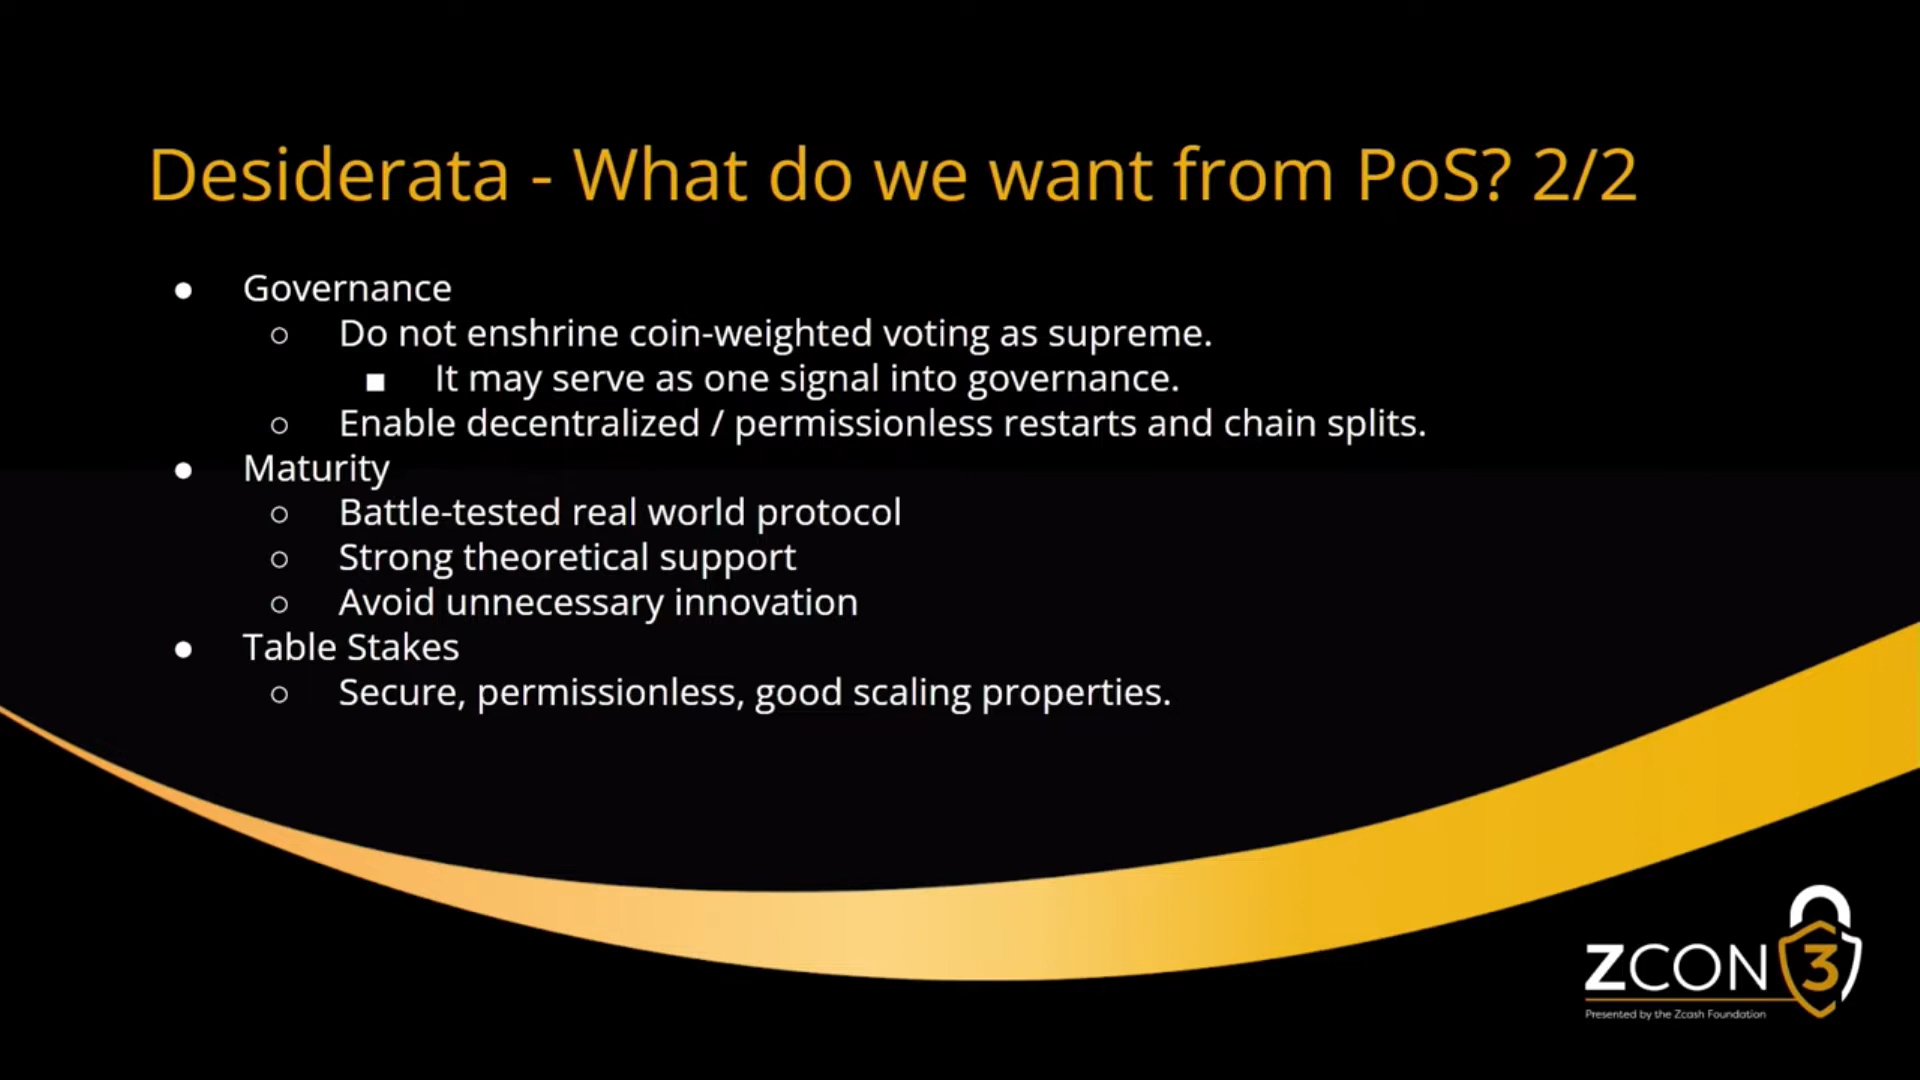 Desiderata - What do we want from PoS? 2/2
● Governance
○ Do not enshrine coin-weighted voting as supreme.
■ It may serve as one signal into governance.
○ Enable decentralized / permissionless restarts and chain splits.
● Maturity
○ Battle-tested real world protocol
○ Strong theoretical support
○ Avoid unnecessary innovation
● Table Stakes
○ Secure, permissionless, good scaling properties.
ZCON 3
Presented by the Zcash Foundation